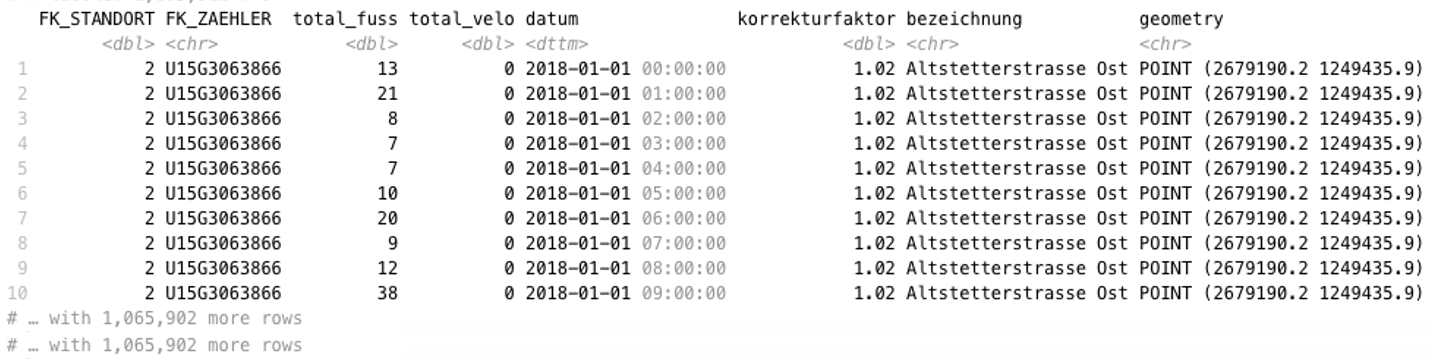 FK_STANDORT FK_ZAEHLER total_fuss total_velo datum korrekturfaktor bezeichnung geometry
<dbl> <chr> <dbl> <dbl> <dttm> <dbl> <chr> <chr>
1 2 U15G3063866 13 0 2018-01-01 00:00:00 1.02 Altstetterstrasse Ost POINT (2679190.2 1249435.9)
2 2 U15G3063866 21 0 2018-01-01 01:00:00 1.02 Altstetterstrasse Ost POINT (2679190.2 1249435.9)
3 2 U15G3063866 8 0 2018-01-01 02:00:00 1.02 Altstetterstrasse Ost POINT (2679190.2 1249435.9)
4 2 U15G3063866 7 0 2018-01-01 03:00:00 1.02 Altstetterstrasse Ost POINT (2679190.2 1249435.9)
5 2 U15G3063866 7 0 2018-01-01 04:00:00 1.02 Altstetterstrasse Ost POINT (2679190.2 1249435.9)
6 2 U15G3063866 10 0 2018-01-01 05:00:00 1.02 Altstetterstrasse Ost POINT (2679190.2 1249435.9)
7 2 U15G3063866 20 0 2018-01-01 06:00:00 1.02 Altstetterstrasse Ost POINT (2679190.2 1249435.9)
8 2 U15G3063866 9 0 2018-01-01 07:00:00 1.02 Altstetterstrasse Ost POINT (2679190.2 1249435.9)
9 2 U15G3063866 12 0 2018-01-01 08:00:00 1.02 Altstetterstrasse Ost POINT (2679190.2 1249435.9)
10 2 U15G3063866 38 0 2018-01-01 09:00:00 1.02 Altstetterstrasse Ost POINT (2679190.2 1249435.9)
# … with 1,065,902 more rows
# … with 1,065,902 more rows